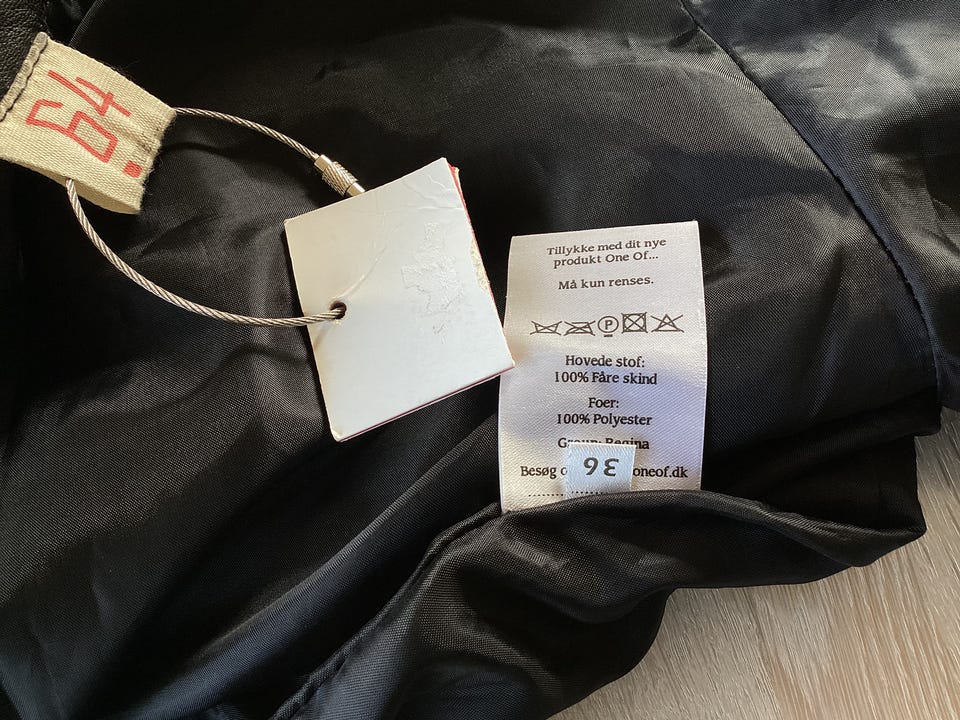 64.
Tillykke med dit nye
produkt One Of...
Må kun renses.
P
Hovede stof:
100% Fåre skind
Foer:
100% Polyester
Regina
36
Besøg oneof.dk